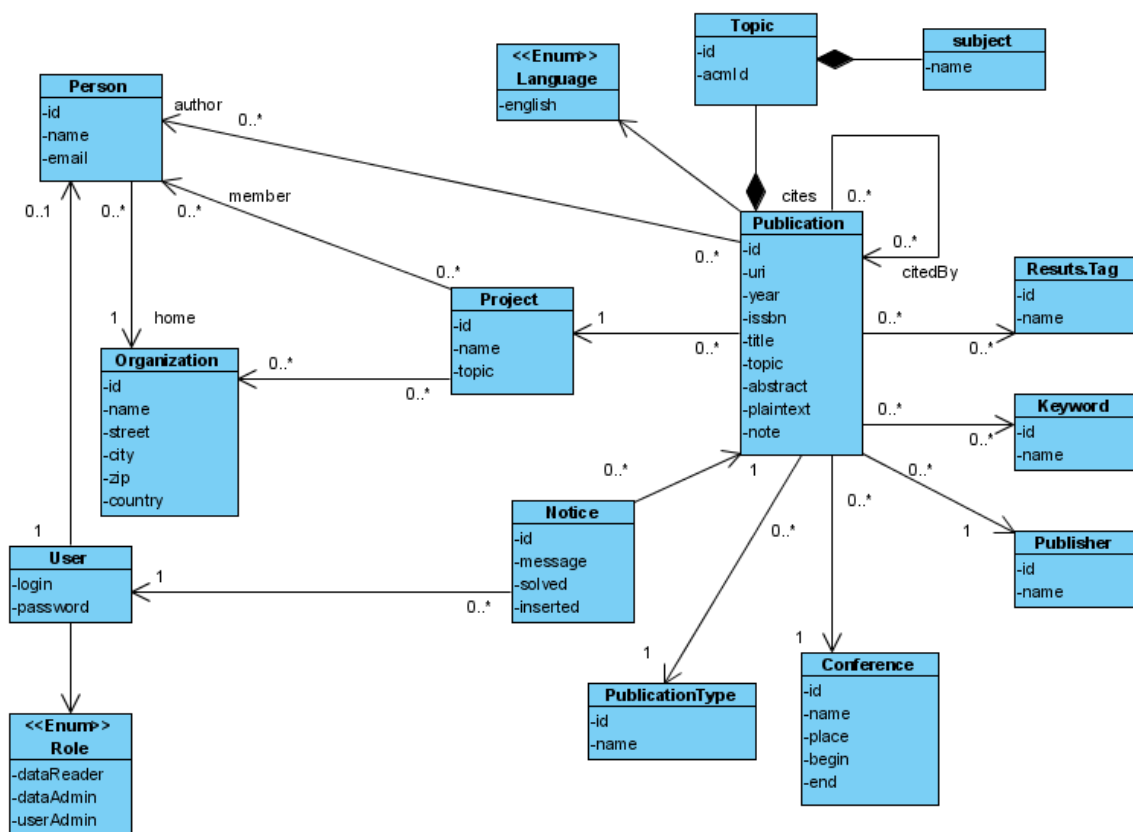 Topic
-id
-acmId
subject
-name
<<Enum>>
Language
-english
Person
-id
-name
-email
author
0..*
member
0..*
0..1
0..*
cites
0..*
0..*
citedBy
Publication
-id
-uri
-year
-issbn
-title
-topic
-abstract
-plaintext
-note
0..*
0..*
Resuts.Tag
-id
-name
0..*
0..*
Project
-id
-name
-topic
1
0..*
1
home
Organization
-id
-name
-street
-city
-zip
-country
0..*
0..*
Keyword
-id
-name
0..*
0..*
0..*
1
Publisher
-id
-name
Notice
-id
-message
-solved
-inserted
0..*
1
1
User
-login
-password
1
0..*
0..*
1
PublicationType
-id
-name
0..*
1
Conference
-id
-name
-place
-begin
-end
<<Enum>>
Role
-dataReader
-dataAdmin
-userAdmin